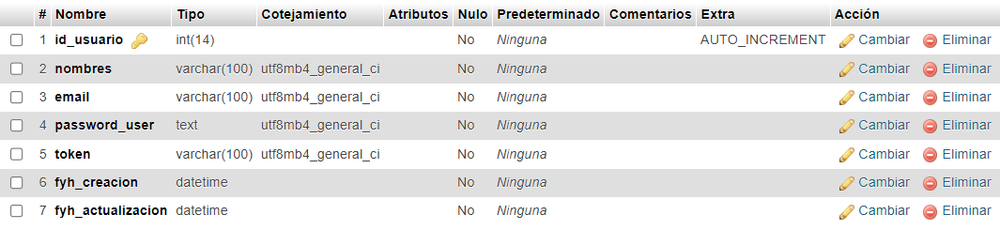 # Nombre Tipo Cotejamiento Atributos Nulo Predeterminado Comentarios Extra Acción
1 id_usuario int(14) No Ninguna AUTO_INCREMENT Cambiar Eliminar
2 nombres varchar(100) utf8mb4_general_ci No Ninguna Cambiar Eliminar
3 email varchar(100) utf8mb4_general_ci No Ninguna Cambiar Eliminar
4 password_user text utf8mb4_general_ci No Ninguna Cambiar Eliminar
5 token varchar(100) utf8mb4_general_ci No Ninguna Cambiar Eliminar
6 fyh_creacion datetime No Ninguna Cambiar Eliminar
7 fyh_actualizacion datetime No Ninguna Cambiar Eliminar